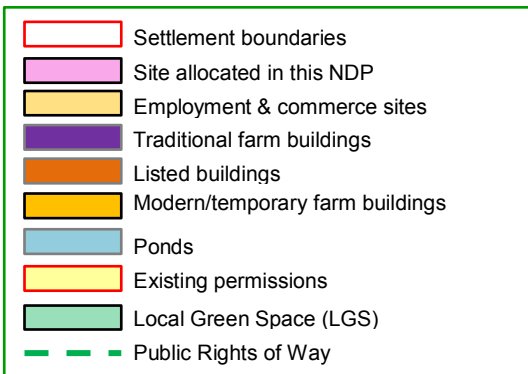 Settlement boundaries
Site allocated in this NDP
Employment & commerce sites
Traditional farm buildings
Listed buildings
Modern/temporary farm buildings
Ponds
Existing permissions
Local Green Space (LGS)
Public Rights of Way